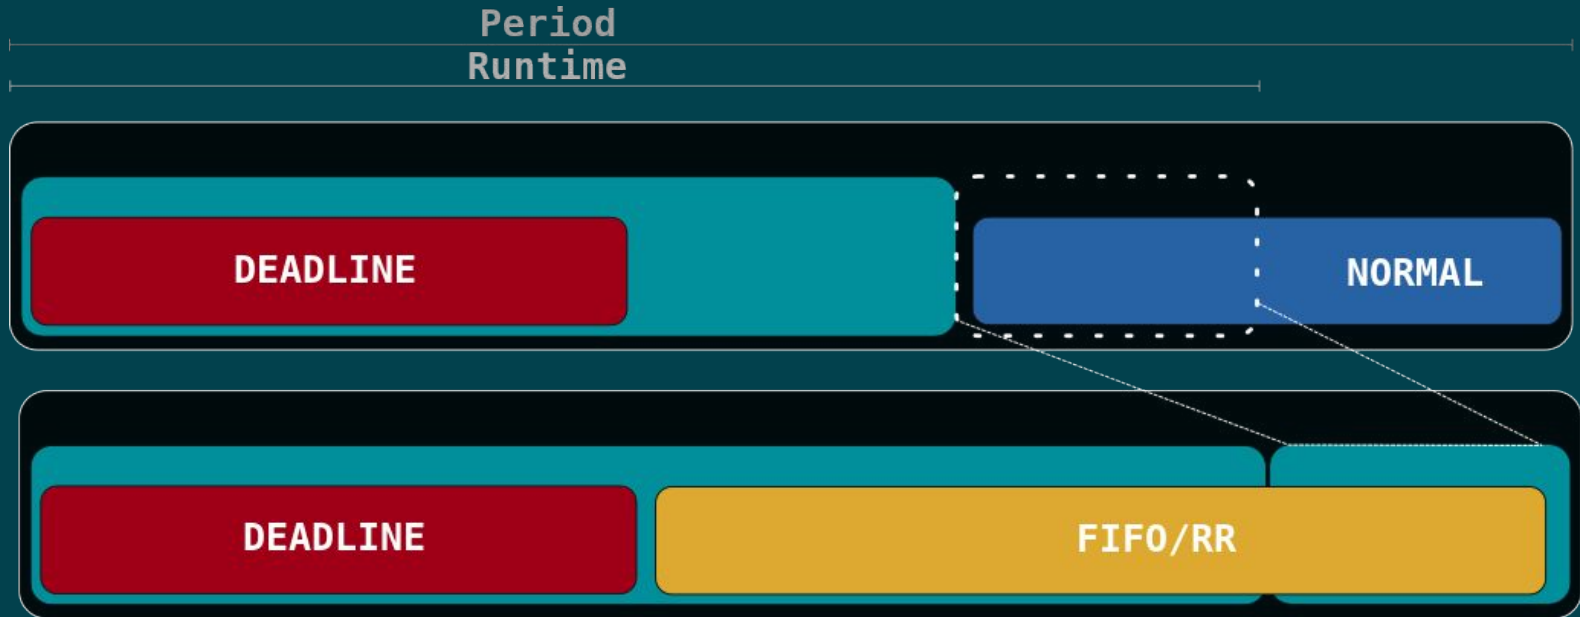 Period
Runtime
DEADLINE
NORMAL
DEADLINE
FIFO/RR